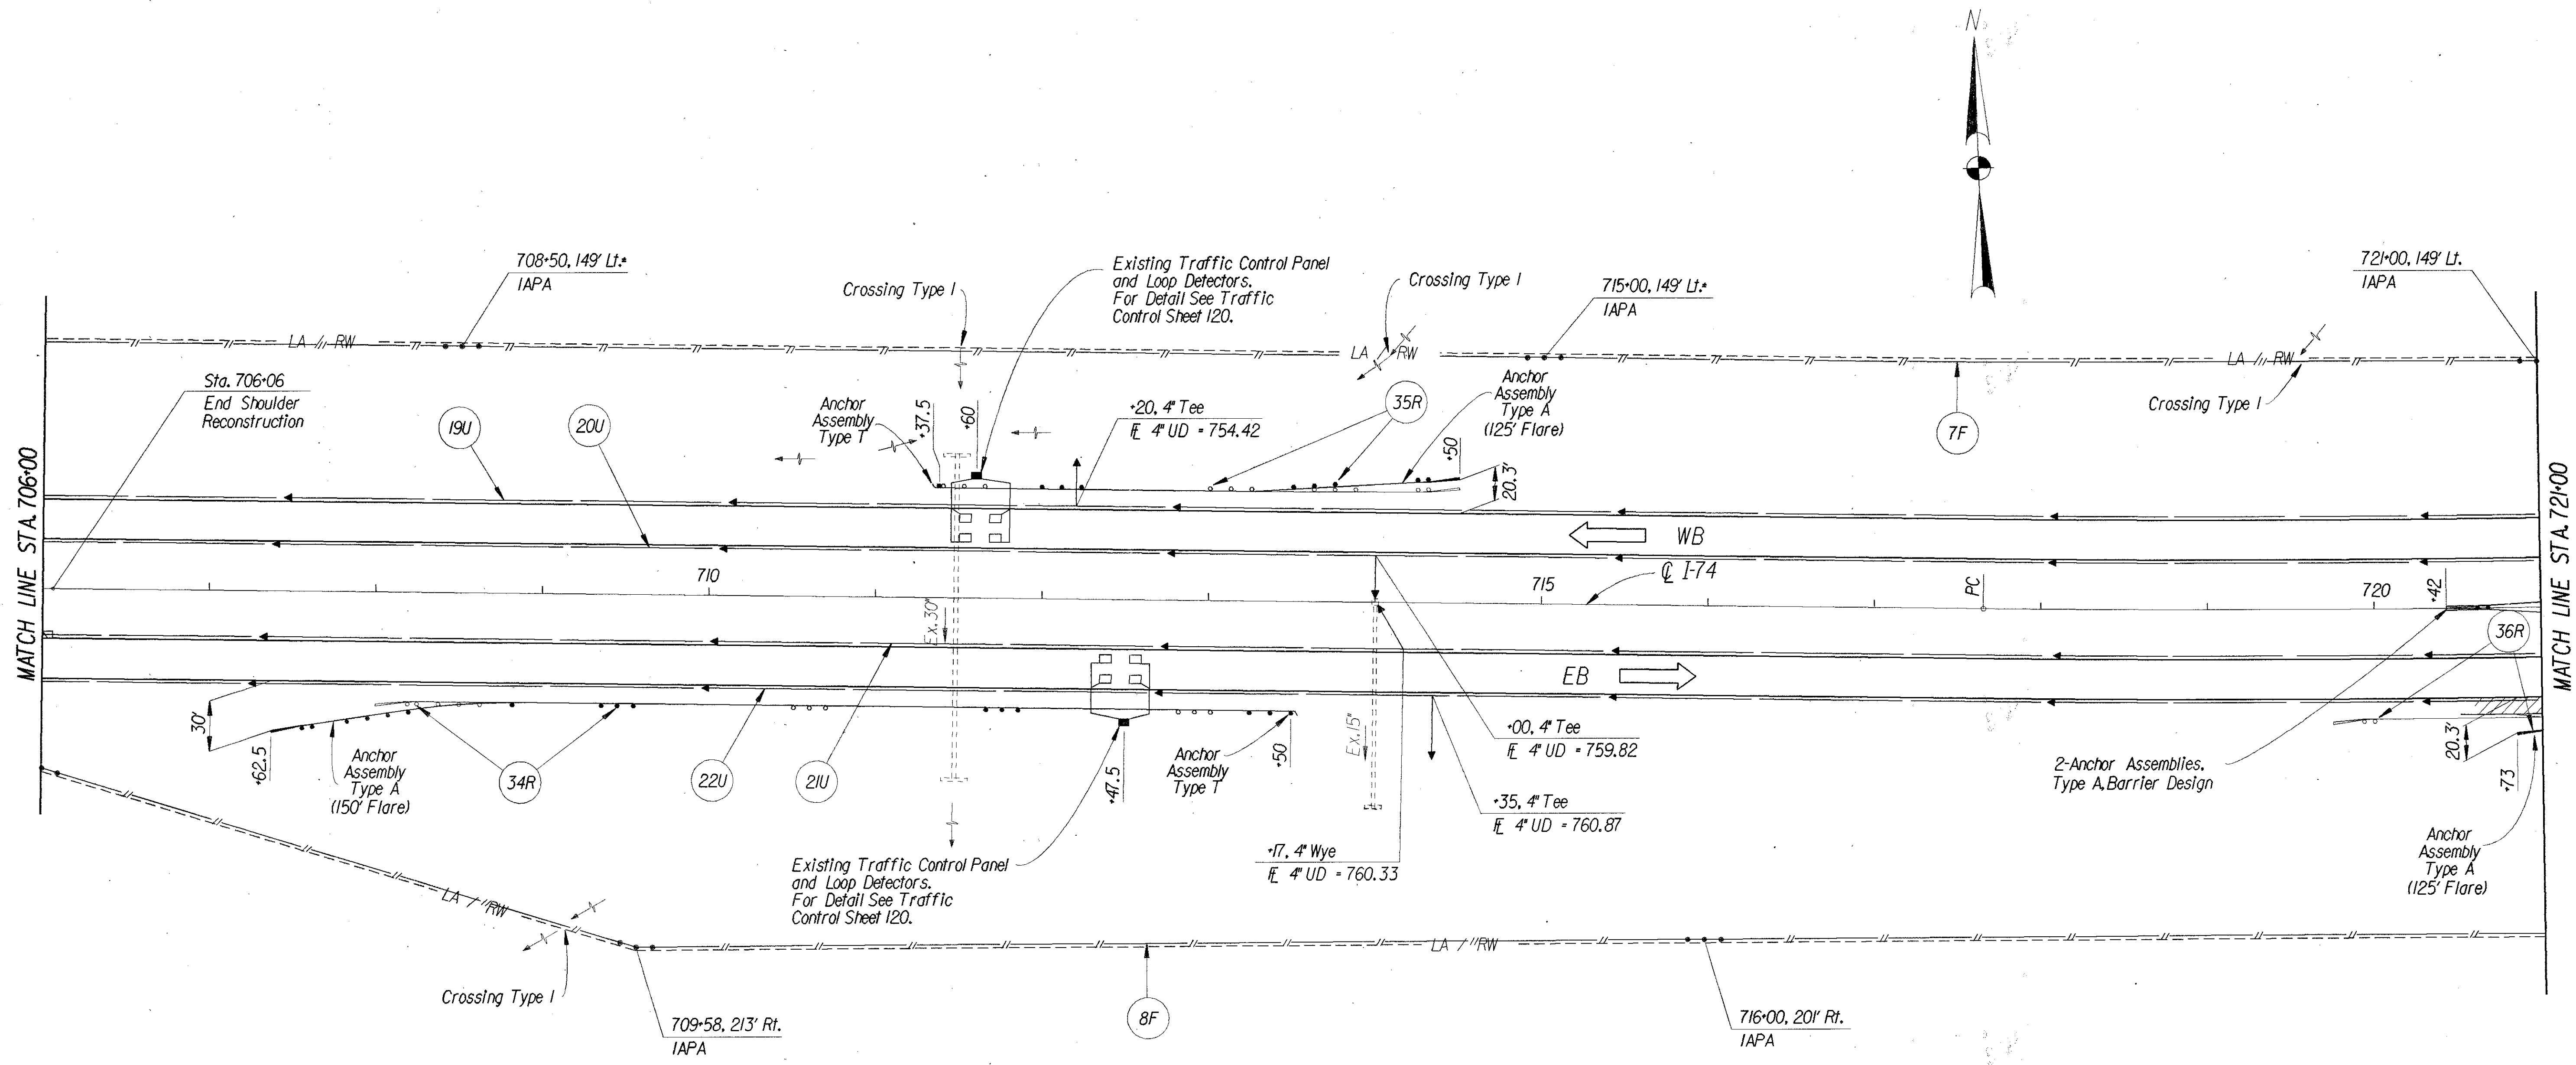 N
708+50, 149' Lt.*
IAPA
Crossing Type I
Existing Traffic Control Panel
and Loop Detectors.
For Detail See Traffic
Control Sheet 120.
Crossing Type I
715+00, 149' Lt.*
IAPA
721+00, 149' Lt.
IAPA
LA RW
LA RW
LA RW
Sta. 706+06
End Shoulder
Reconstruction
19U
20U
Anchor
Assembly
Type T
+37.5
+60
+20, 4" Tee
FL 4" UD = 754.42
35R
Anchor
Assembly
Type A
(125' Flare)
+50
20.3'
7F
Crossing Type I
MATCH LINE STA. 706+00
MATCH LINE STA. 721+00
WB
710
715
CL I-74
PC
720
+42
Ex. 30"
36R
EB
30'
+62.5
Anchor
Assembly
Type A
(150' Flare)
34R
22U
21U
+47.5
Anchor
Assembly
Type T
+50
Ex. 15"
+00, 4" Tee
FL 4" UD = 759.82
+35, 4" Tee
FL 4" UD = 760.87
+17, 4" Wye
FL 4" UD = 760.33
2-Anchor Assemblies,
Type A, Barrier Design
20.3'
+73
Anchor
Assembly
Type A
(125' Flare)
Existing Traffic Control Panel
and Loop Detectors.
For Detail See Traffic
Control Sheet 120.
LA RW
LA RW
Crossing Type I
709+58, 213' Rt.
IAPA
8F
716+00, 201' Rt.
IAPA